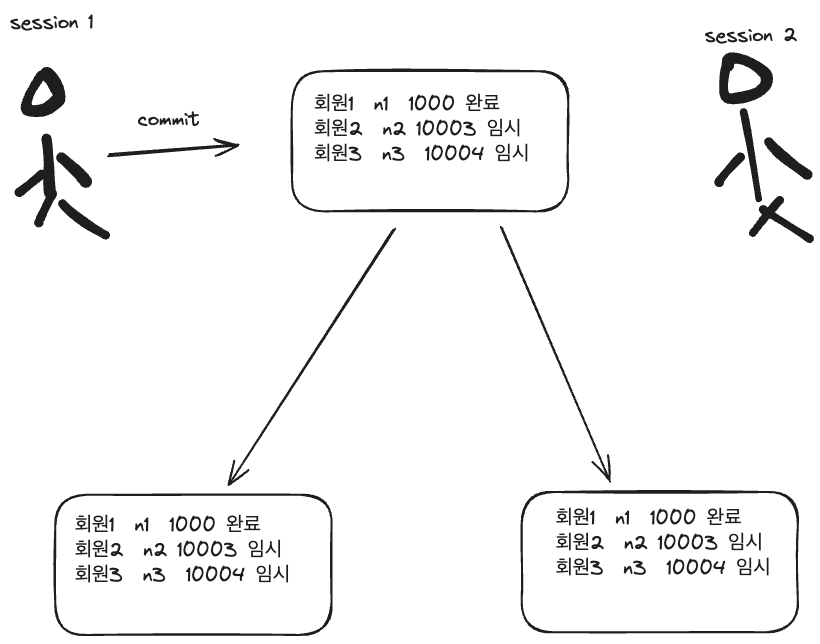 session 1
session 2
commit
회원1 n1 1000 완료
회원2 n2 10003 임시
회원3 n3 10004 임시
회원1 n1 1000 완료
회원2 n2 10003 임시
회원3 n3 10004 임시
회원1 n1 1000 완료
회원2 n2 10003 임시
회원3 n3 10004 임시